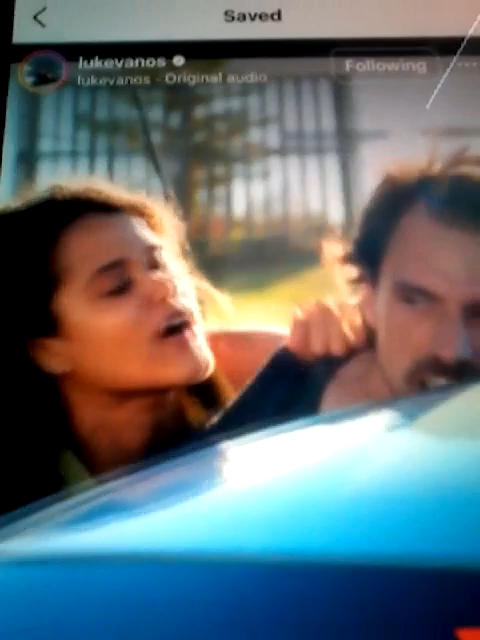 Saved
lukevanos
Following
lukevanos · Original audio